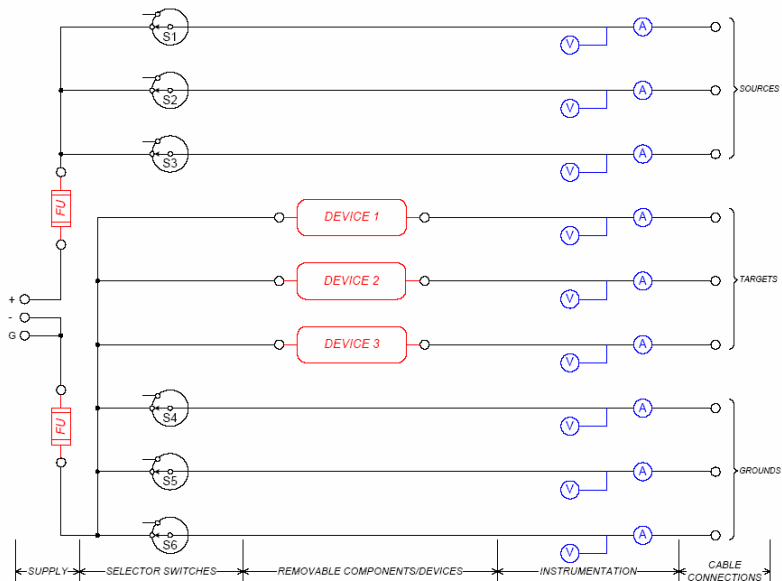 S1
V
A
S2
V
A
SOURCES
S3
V
A
FU
DEVICE 1
V
A
+
-
G
DEVICE 2
V
A
TARGETS
DEVICE 3
V
A
FU
S4
V
A
S5
V
A
GROUNDS
S6
V
A
SUPPLY
SELECTOR SWITCHES
REMOVABLE COMPONENTS/DEVICES
INSTRUMENTATION
CABLE
CONNECTIONS